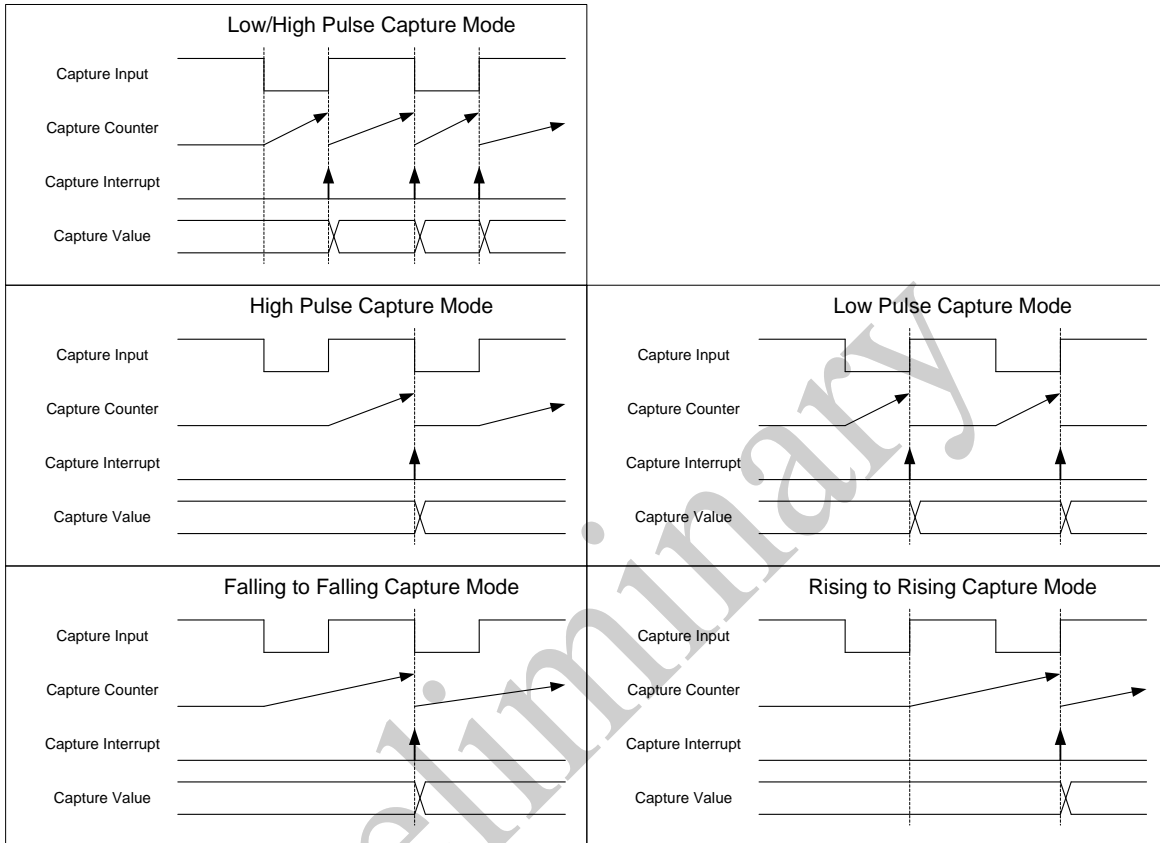 Low/High Pulse Capture Mode
Capture Input
Capture Counter
Capture Interrupt
Capture Value
High Pulse Capture Mode
Capture Input
Capture Counter
Capture Interrupt
Capture Value
Low Pulse Capture Mode
Capture Input
Capture Counter
Capture Interrupt
Capture Value
Falling to Falling Capture Mode
Capture Input
Capture Counter
Capture Interrupt
Capture Value
Rising to Rising Capture Mode
Capture Input
Capture Counter
Capture Interrupt
Capture Value
eliminary